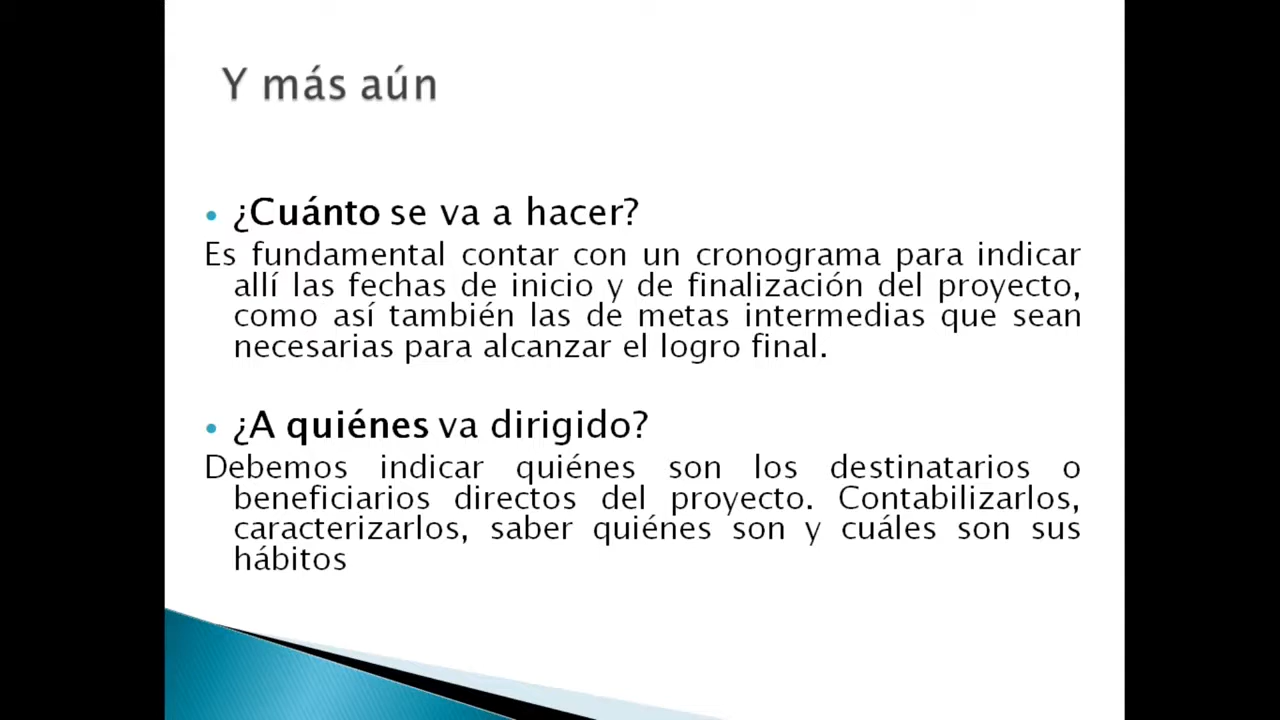 Y más aún
• ¿Cuánto se va a hacer?
Es fundamental contar con un cronograma para indicar
allí las fechas de inicio y de finalización del proyecto,
como así también las de metas intermedias que sean
necesarias para alcanzar el logro final.
• ¿A quiénes va dirigido?
Debemos indicar quiénes son los destinatarios o
beneficiarios directos del proyecto. Contabilizarlos,
caracterizarlos, saber quiénes son y cuáles son sus
hábitos